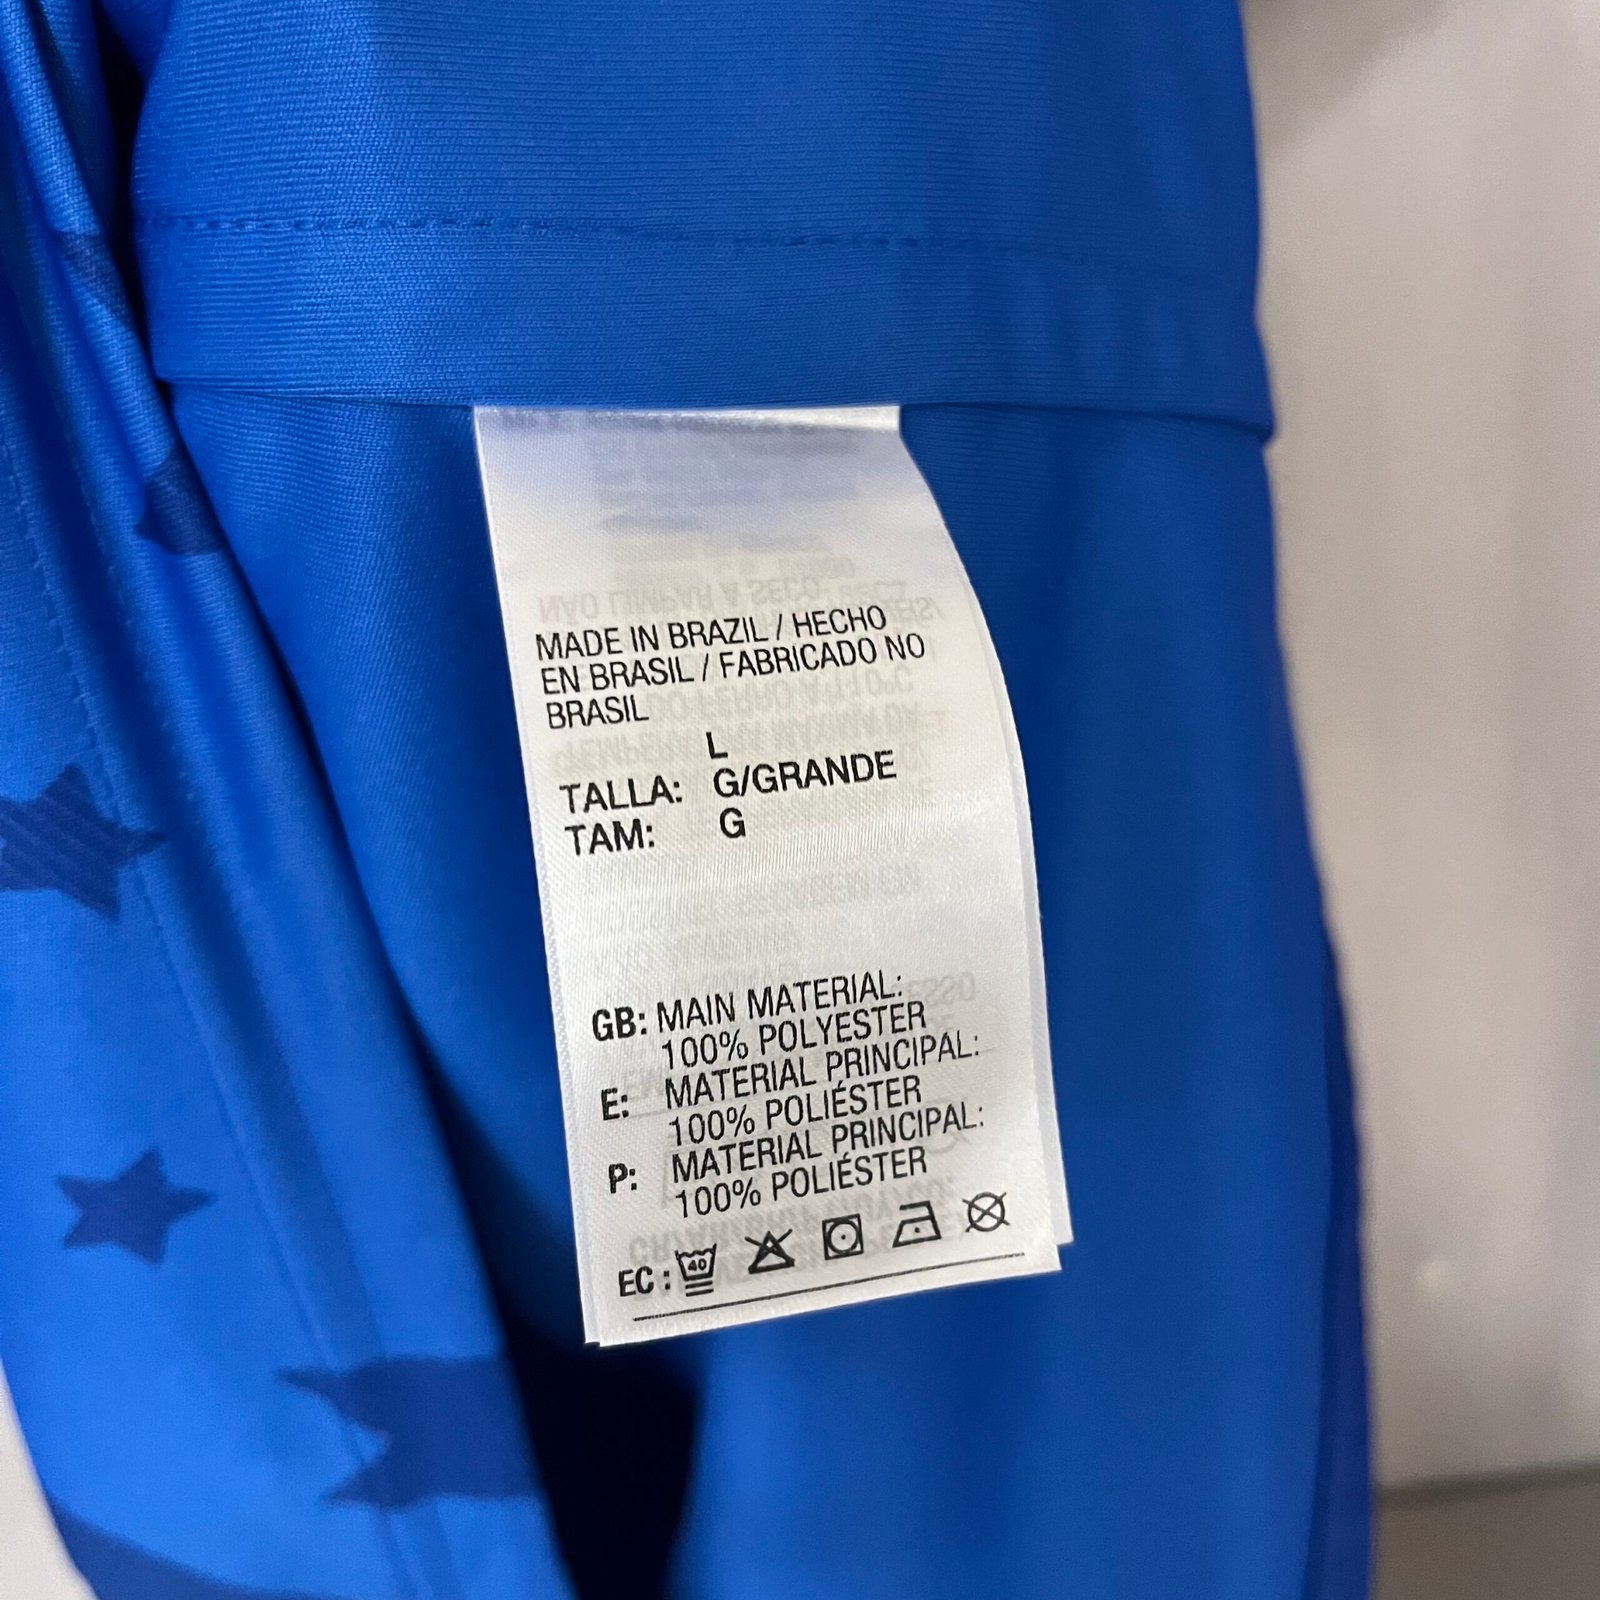 MADE IN BRAZIL / HECHO
EN BRASIL / FABRICADO NO
BRASIL
L
TALLA: G/GRANDE
TAM: G
GB: MAIN MATERIAL:
100% POLYESTER
E: MATERIAL PRINCIPAL:
100% POLIÉSTER
P: MATERIAL PRINCIPAL:
100% POLIÉSTER
EC : 40